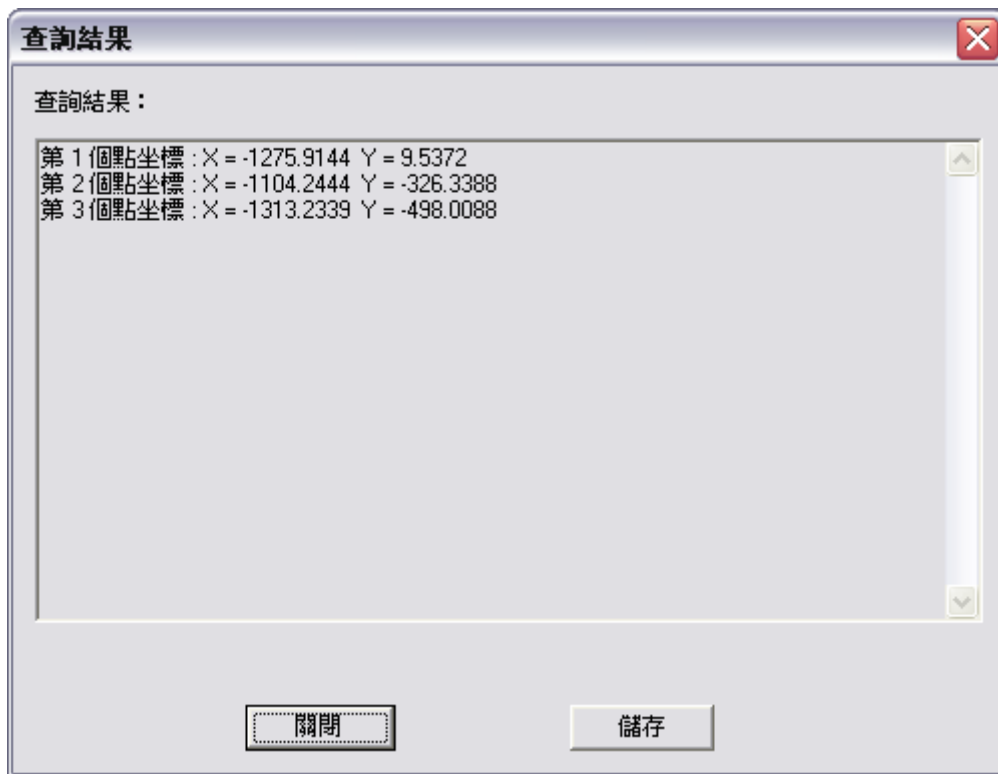 查詢結果
查詢結果：
第 1 個點坐標 : X = -1275.9144 Y = 9.5372
第 2 個點坐標 : X = -1104.2444 Y = -326.3388
第 3 個點坐標 : X = -1313.2339 Y = -498.0088
關閉 儲存